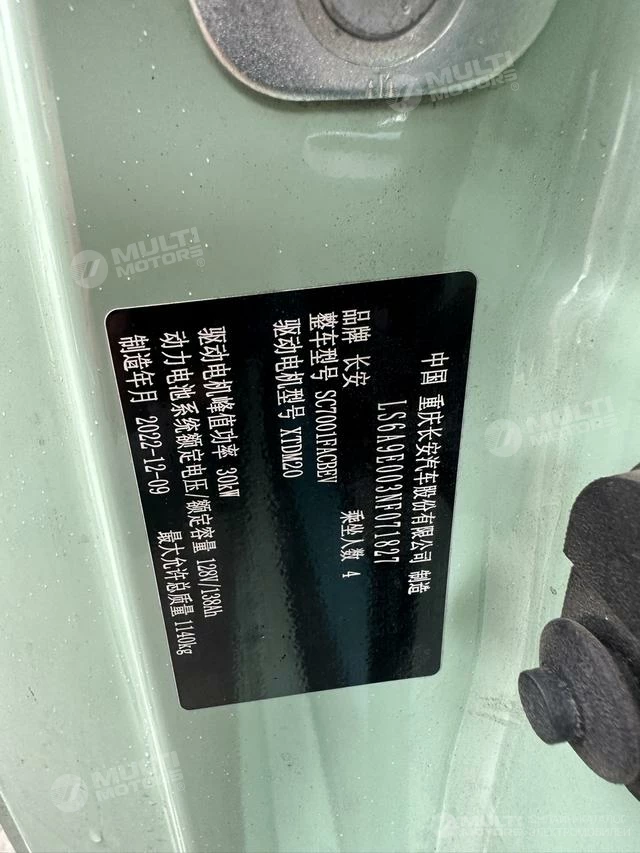 中国 重庆长安汽车股份有限公司 制造
LS6A9E003NF071827
品牌 长安 乘坐人数 4
整车型号 SC7001FACBEV
驱动电机型号 XTDM20
驱动电机峰值功率 30kW
动力电池系统额定电压/额定容量 128V/138Ah
制造年月 2022-12-09 最大允许总质量 1140kg
MULTI
MOTORS®
MULTI
MOTORS®
MULTI
MOTORS
MULTI
MOTORS
MULTI
MOTORS